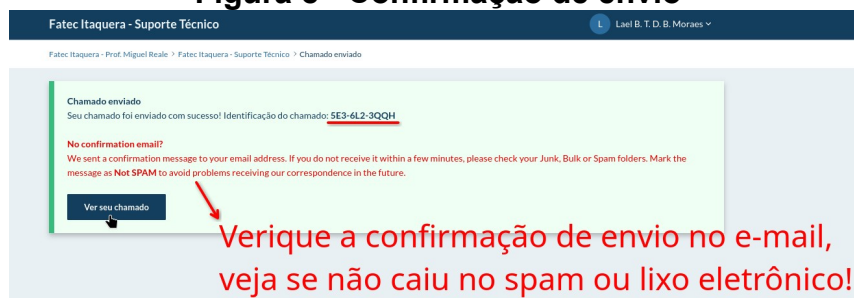 Figura 8 - Confirmação de envio
Fatec Itaquera - Suporte Técnico
L Lael B. T. D. B. Moraes
Fatec Itaquera - Prof. Miguel Reale > Fatec Itaquera - Suporte Técnico > Chamado enviado
Chamado enviado
Seu chamado foi enviado com sucesso! Identificação do chamado: 5E3-6L2-3QQH
No confirmation email?
We sent a confirmation message to your email address. If you do not receive it within a few minutes, please check your Junk, Bulk or Spam folders. Mark the
message as Not SPAM to avoid problems receiving our correspondence in the future.
Ver seu chamado
Verique a confirmação de envio no e-mail,
veja se não caiu no spam ou lixo eletrônico!